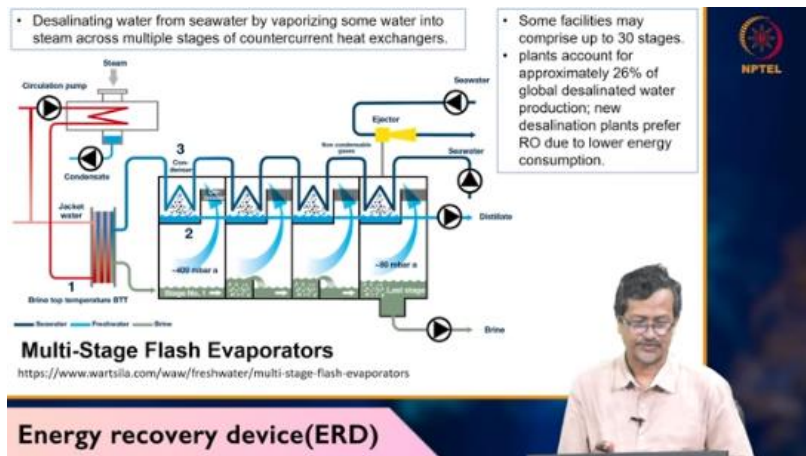 • Desalinating water from seawater by vaporizing some water into
steam across multiple stages of countercurrent heat exchangers.
• Some facilities may
comprise up to 30 stages.
• plants account for
approximately 26% of
global desalinated water
production; new
desalination plants prefer
RO due to lower energy
consumption.
NPTEL
Steam
Circulation pump
Condensate
Jacket
water
1
Brine top temperature BTT
3
Con-
denser
2
~400 mbar a
Stage No. 1
Non condensable
gases
Ejector
Seawater
Seawater
Distillate
~80 mbar a
Last stage
Brine
Seawater
Freshwater
Brine
Multi-Stage Flash Evaporators
https://www.wartsila.com/waw/freshwater/multi-stage-flash-evaporators
Energy recovery device(ERD)